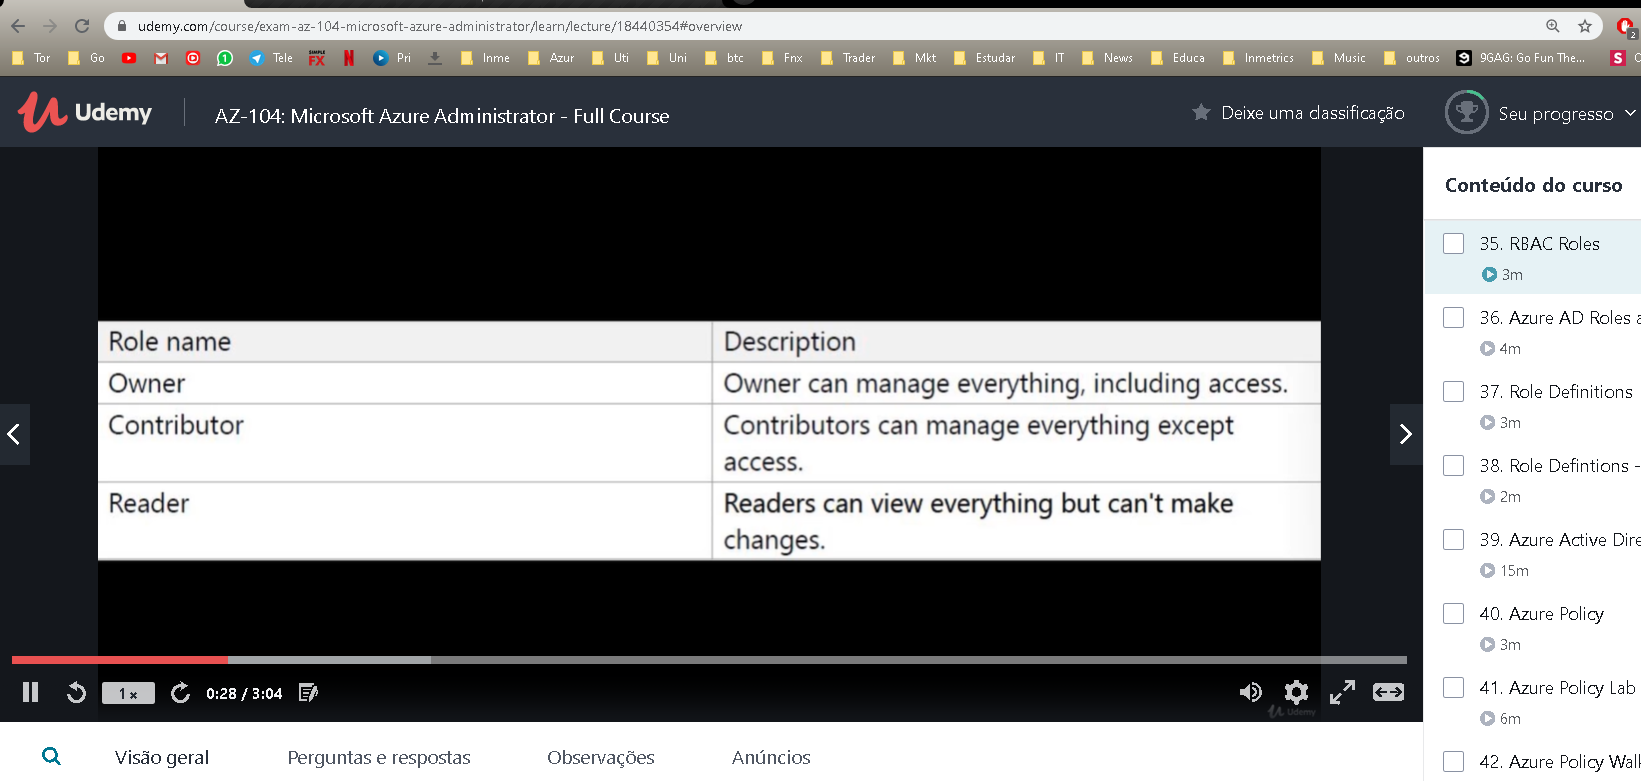 udemy.com/course/exam-az-104-microsoft-azure-administrator/learn/lecture/18440354#overview
2
Tor Go Tele SIMPLE FX Pri Inme Azur Uti Uni btc Fnx Trader Mkt Estudar IT News Educa Inmetrics Music outros 9GAG: Go Fun The...
Udemy
AZ-104: Microsoft Azure Administrator - Full Course
Deixe uma classificação
Seu progresso
Role name Description
Owner Owner can manage everything, including access.
Contributor Contributors can manage everything except
access.
Reader Readers can view everything but can't make
changes.
1 x
0:28 / 3:04
Udemy
Visão geral Perguntas e respostas Observações Anúncios
Conteúdo do curso
35. RBAC Roles
3m
36. Azure AD Roles
4m
37. Role Definitions
3m
38. Role Defintions -
2m
39. Azure Active Dire
15m
40. Azure Policy
3m
41. Azure Policy Lab
6m
42. Azure Policy Wal